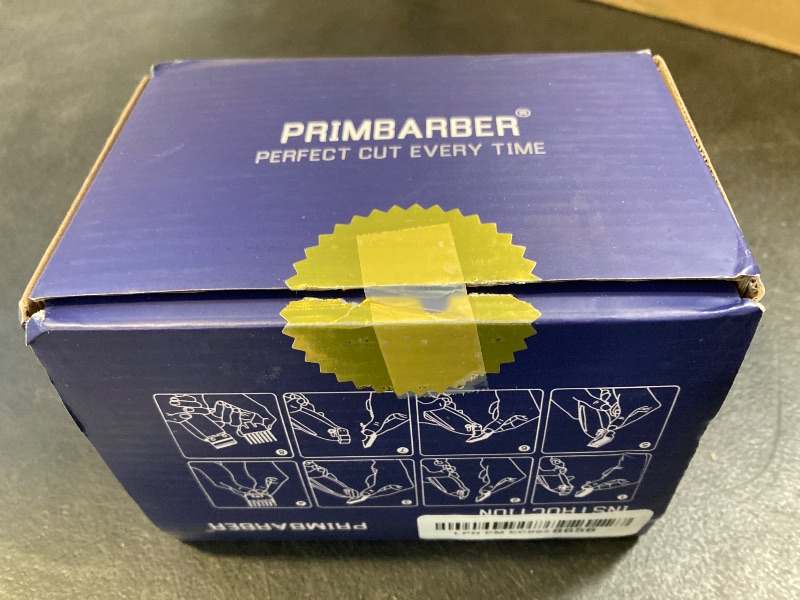 PRIMBARBER®
PERFECT CUT EVERY TIME
INSTRUCTION
PRIMBARBER®